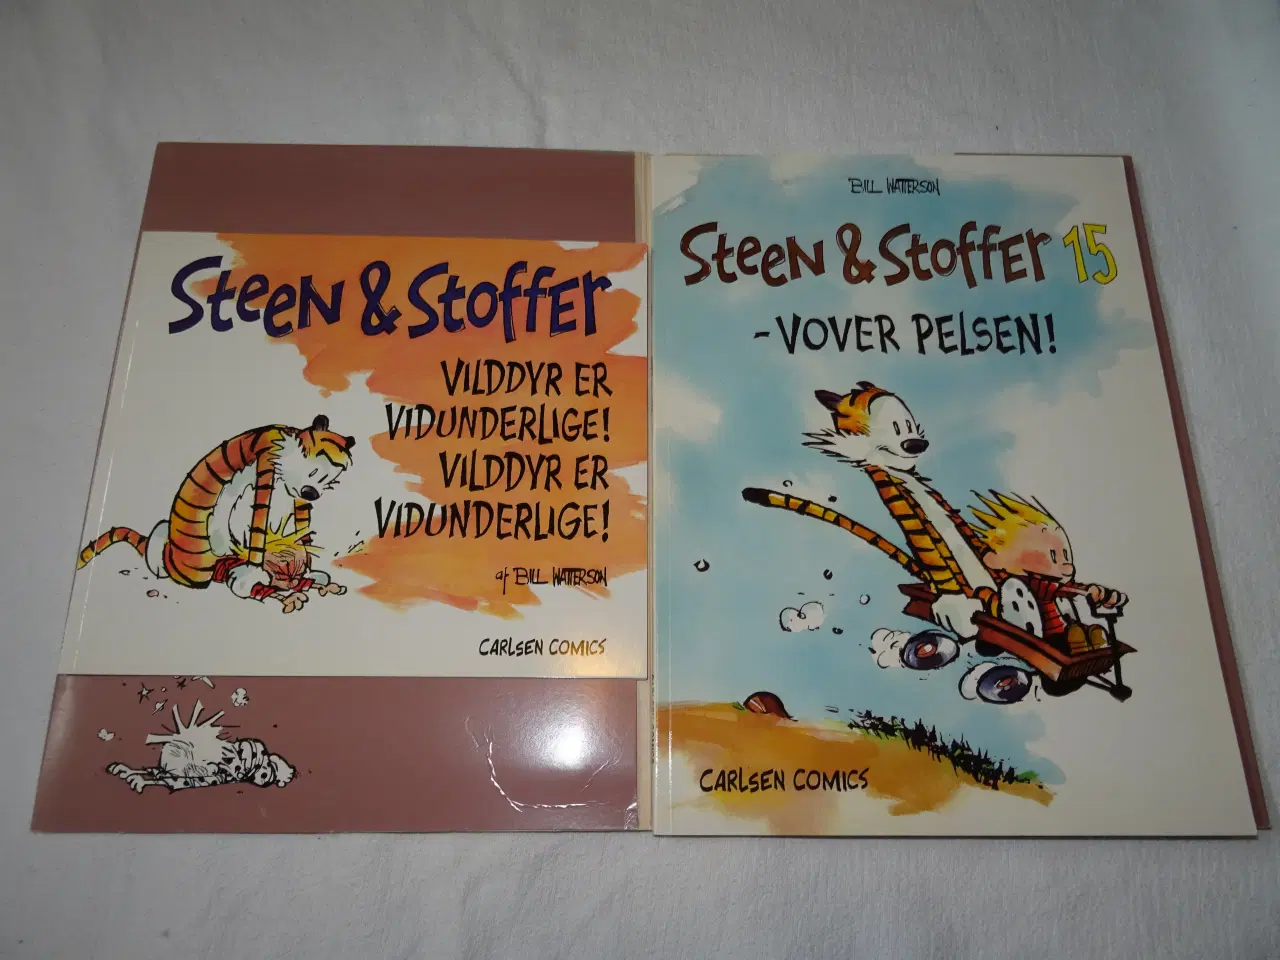 Steen & Stoffer
VILDDYR ER
VIDUNDERLIGE!
VILDDYR ER
VIDUNDERLIGE!
af BILL WATTERSON
CARLSEN COMICS
BILL WATTERSON
Steen & Stoffer 15
-VOVER PELSEN!
CARLSEN COMICS